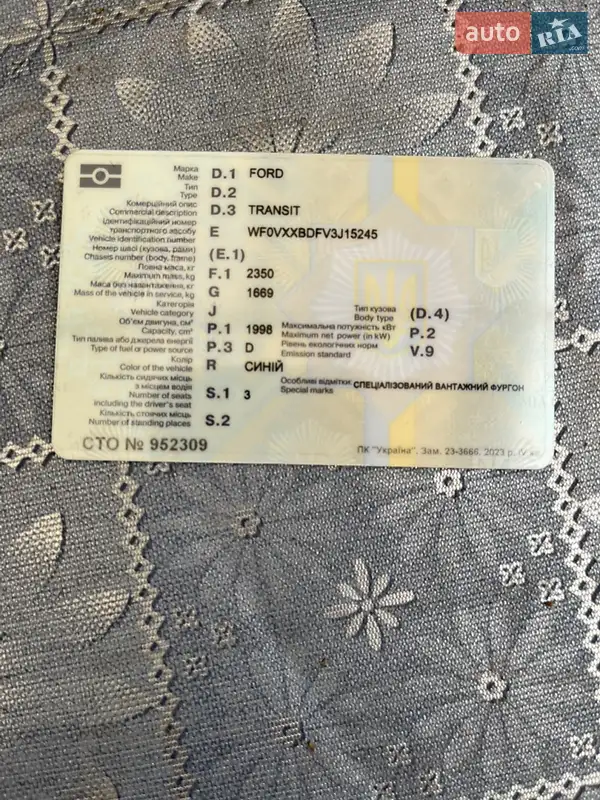 auto RIA .com
Марка
Make D.1 FORD
Тип
Type D.2
Комерційний опис
Commercial description D.3 TRANSIT
Ідентифікаційний номер
транспортного засобу E WF0VXXBDFV3J15245
Vehicle identification number
Номер шасі (кузова, рами)
Chases number (body, frame) (E.1)
Повна маса, кг
Maximum mass, kg F.1 2350
Маса без навантаження, кг G 1669
Mass of the vehicle in service, kg
Категорія
Vehicle category J
Тип кузова
Body type (D.4)
Об'єм двигуна, см³
Capacity, cm³ P.1 1998
Максимальна потужність кВт
Maximum net power (in kW) P.2
Тип палива або джерела енергії
Type of fuel or power source P.3 D
Рівень екологічних норм
Emission standard V.9
Колір
Color of the vehicle R СИНІЙ
Кількість сидячих місць
з місцем водія
Number of seats S.1 3
including the driver's seat
Особливі відмітки СПЕЦІАЛІЗОВАНИЙ ВАНТАЖНИЙ ФУРГОН
Special marks
Кількість стоячих місць
Number of standing places S.2
СТО № 952309
ПК "Україна". Зам. 23-3666. 2023 р.